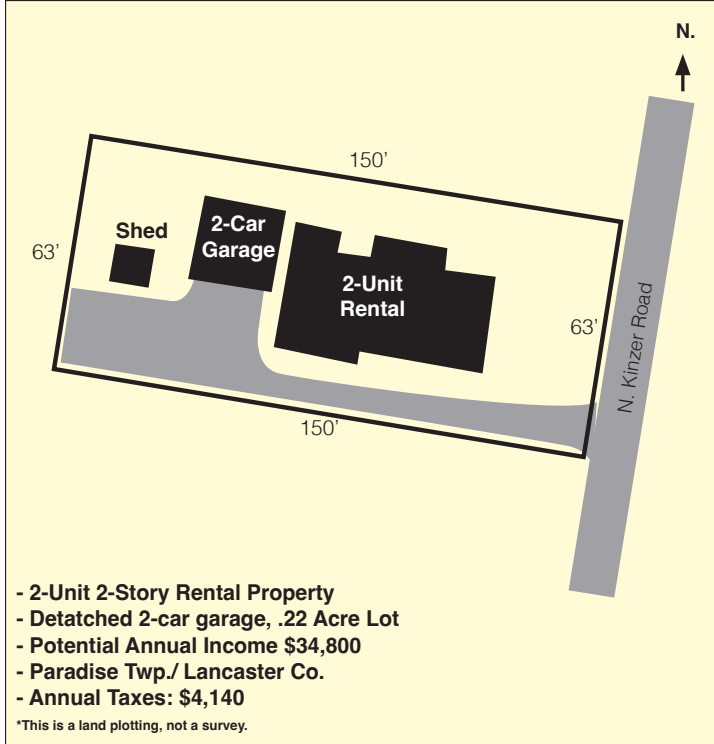 N.
150’
Shed
2-Car
Garage
63’
2-Unit
Rental
63’
N. Kinzer Road
150’
- 2-Unit 2-Story Rental Property
- Detatched 2-car garage, .22 Acre Lot
- Potential Annual Income $34,800
- Paradise Twp./ Lancaster Co.
- Annual Taxes: $4,140
*This is a land plotting, not a survey.